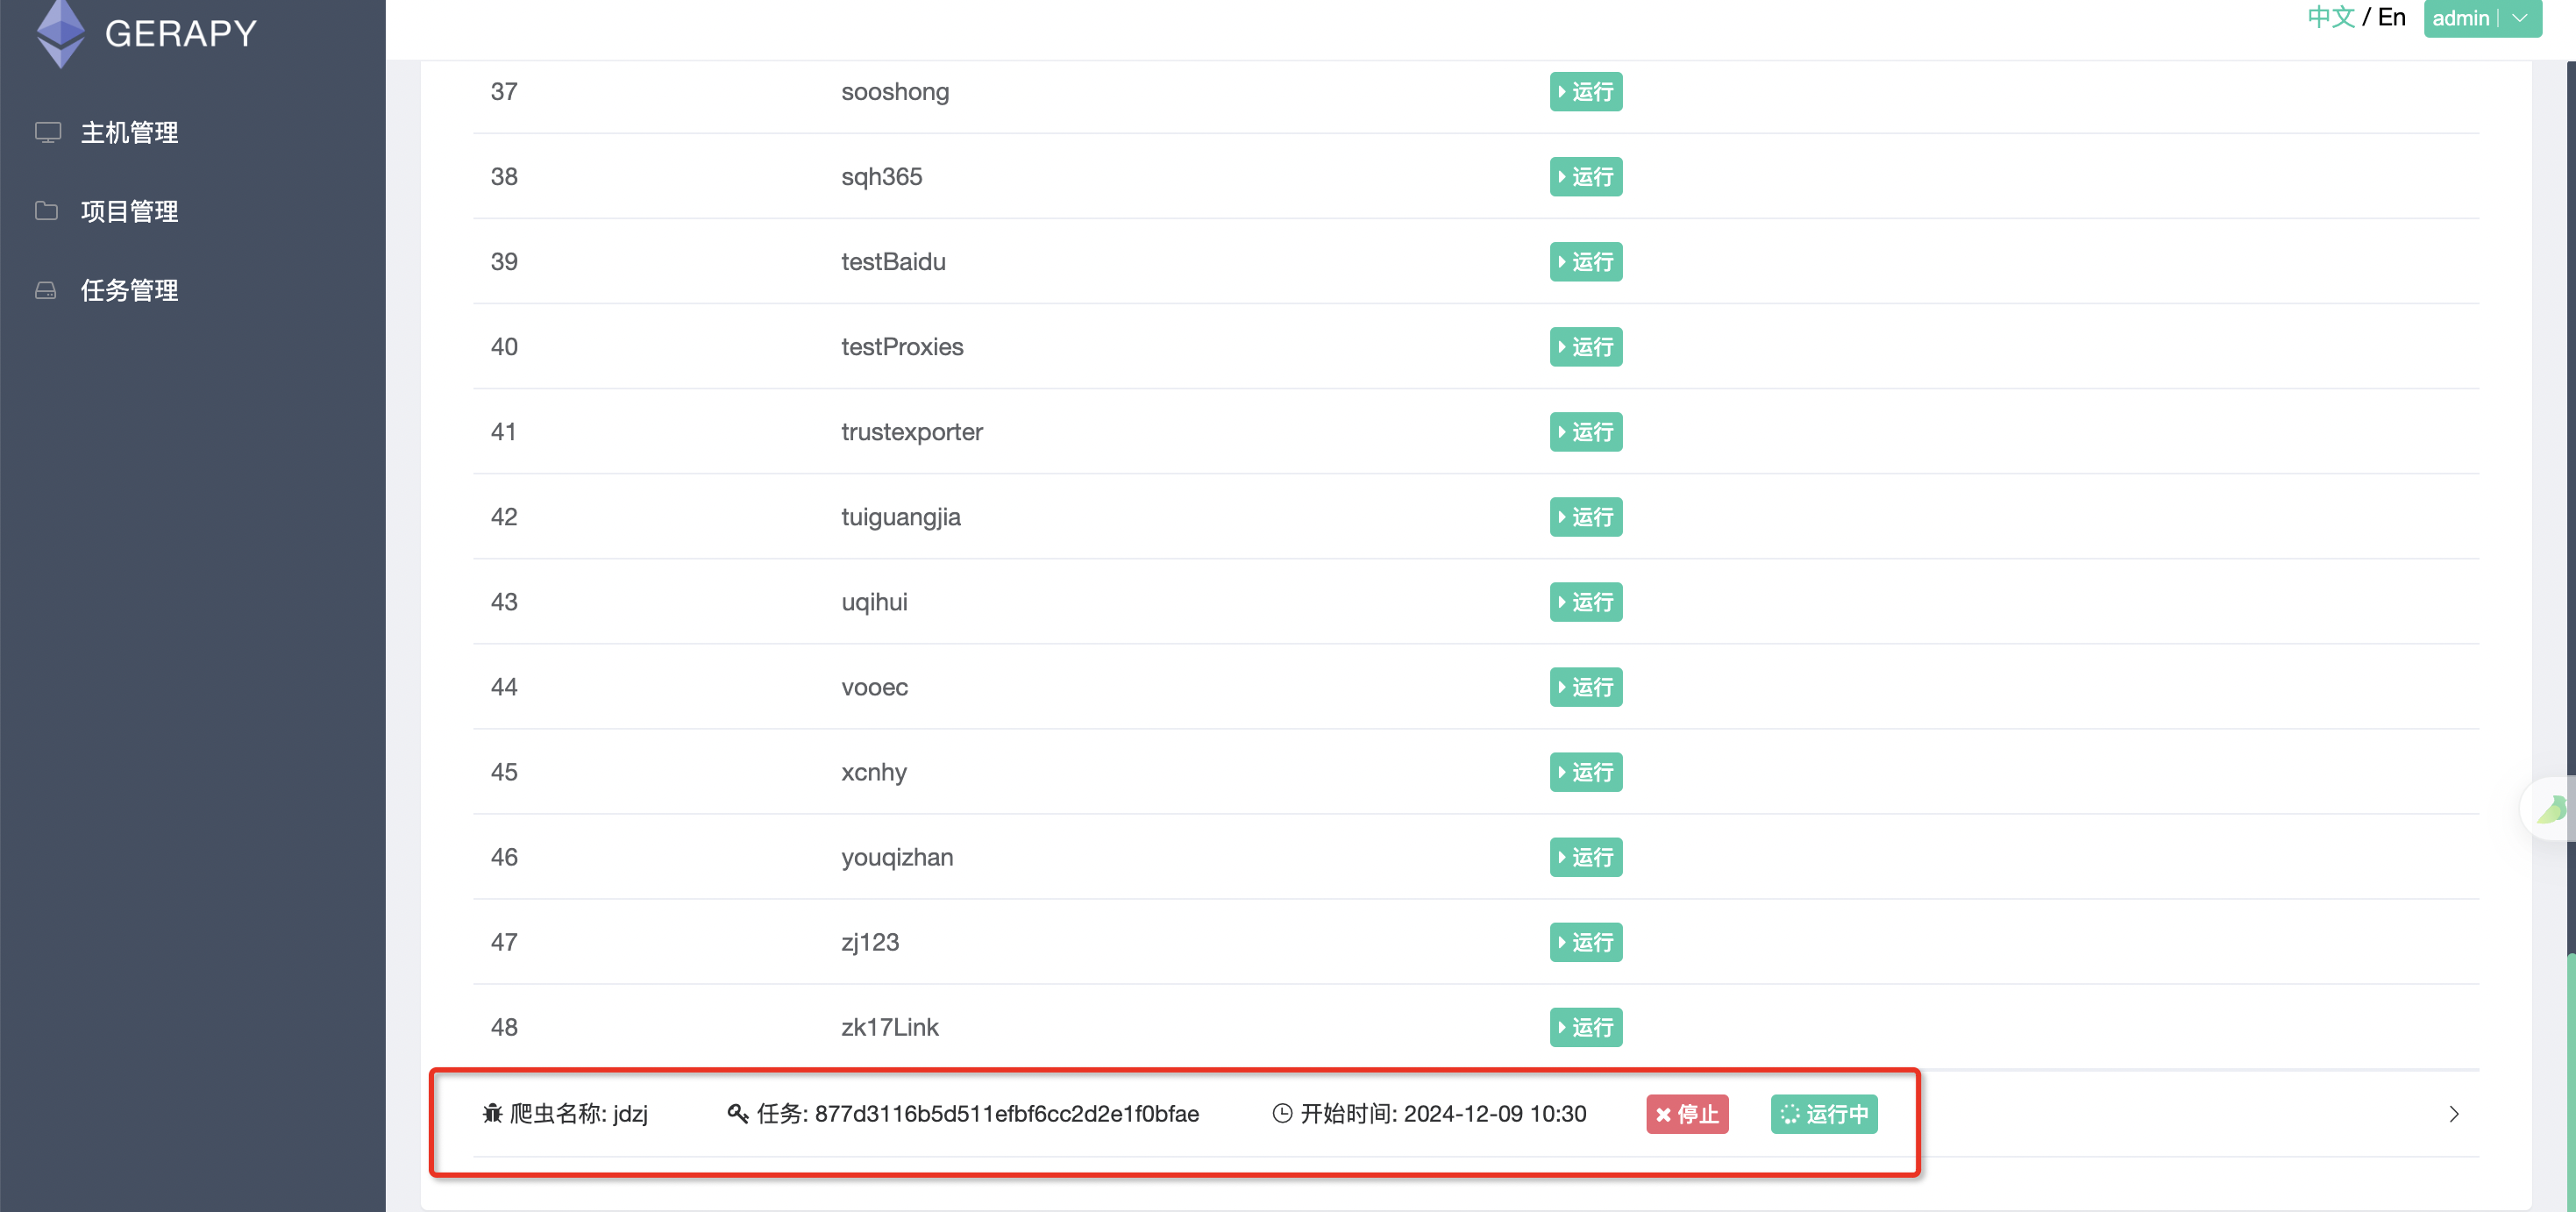 GERAPY
中文 / En
admin
主机管理
项目管理
任务管理
37 sooshong 运行
38 sqh365 运行
39 testBaidu 运行
40 testProxies 运行
41 trustexporter 运行
42 tuiguangjia 运行
43 uqihui 运行
44 vooec 运行
45 xcnhy 运行
46 youqizhan 运行
47 zj123 运行
48 zk17Link 运行
爬虫名称: jdzj 任务: 877d3116b5d511efbf6cc2d2e1f0bfae 开始时间: 2024-12-09 10:30 停止 运行中